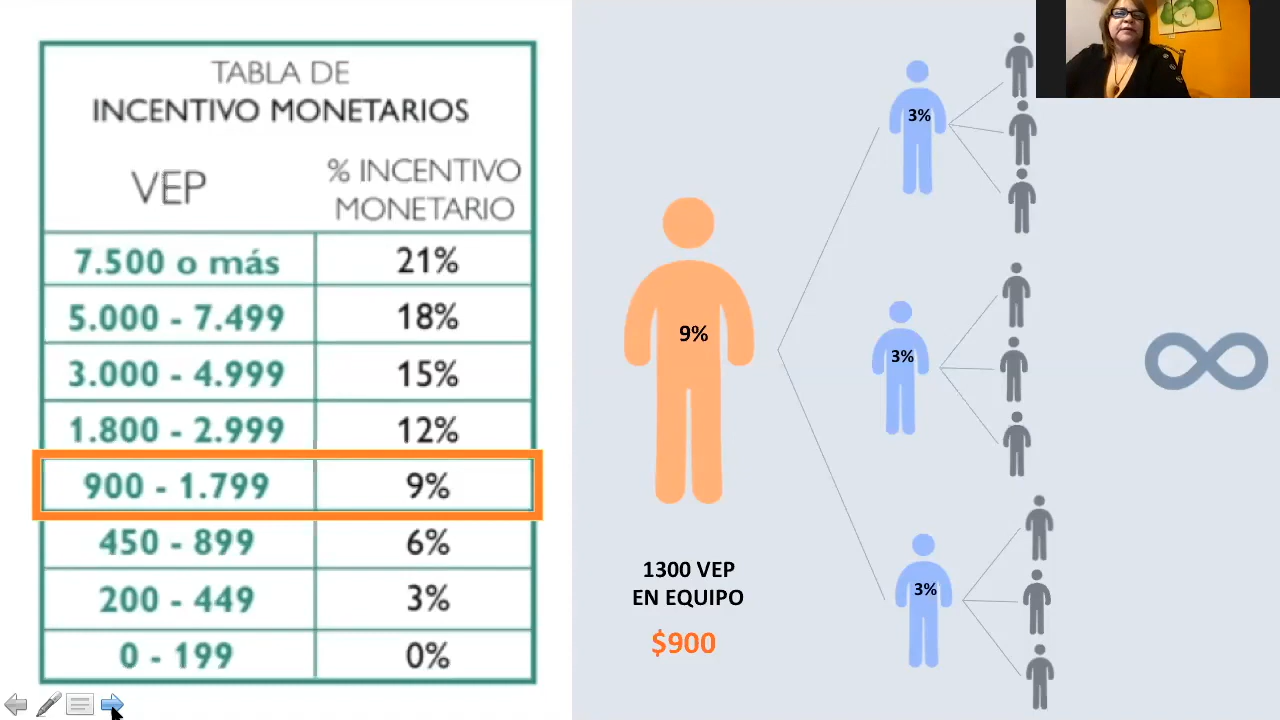 TABLA DE
INCENTIVO MONETARIOS
VEP
% INCENTIVO
MONETARIO
7.500 o más
21%
5.000 - 7.499
18%
3.000 - 4.999
15%
1.800 - 2.999
12%
900 - 1.799
9%
450 - 899
6%
200 - 449
3%
0 - 199
0%
9%
1300 VEP
EN EQUIPO
$900
3%
3%
3%